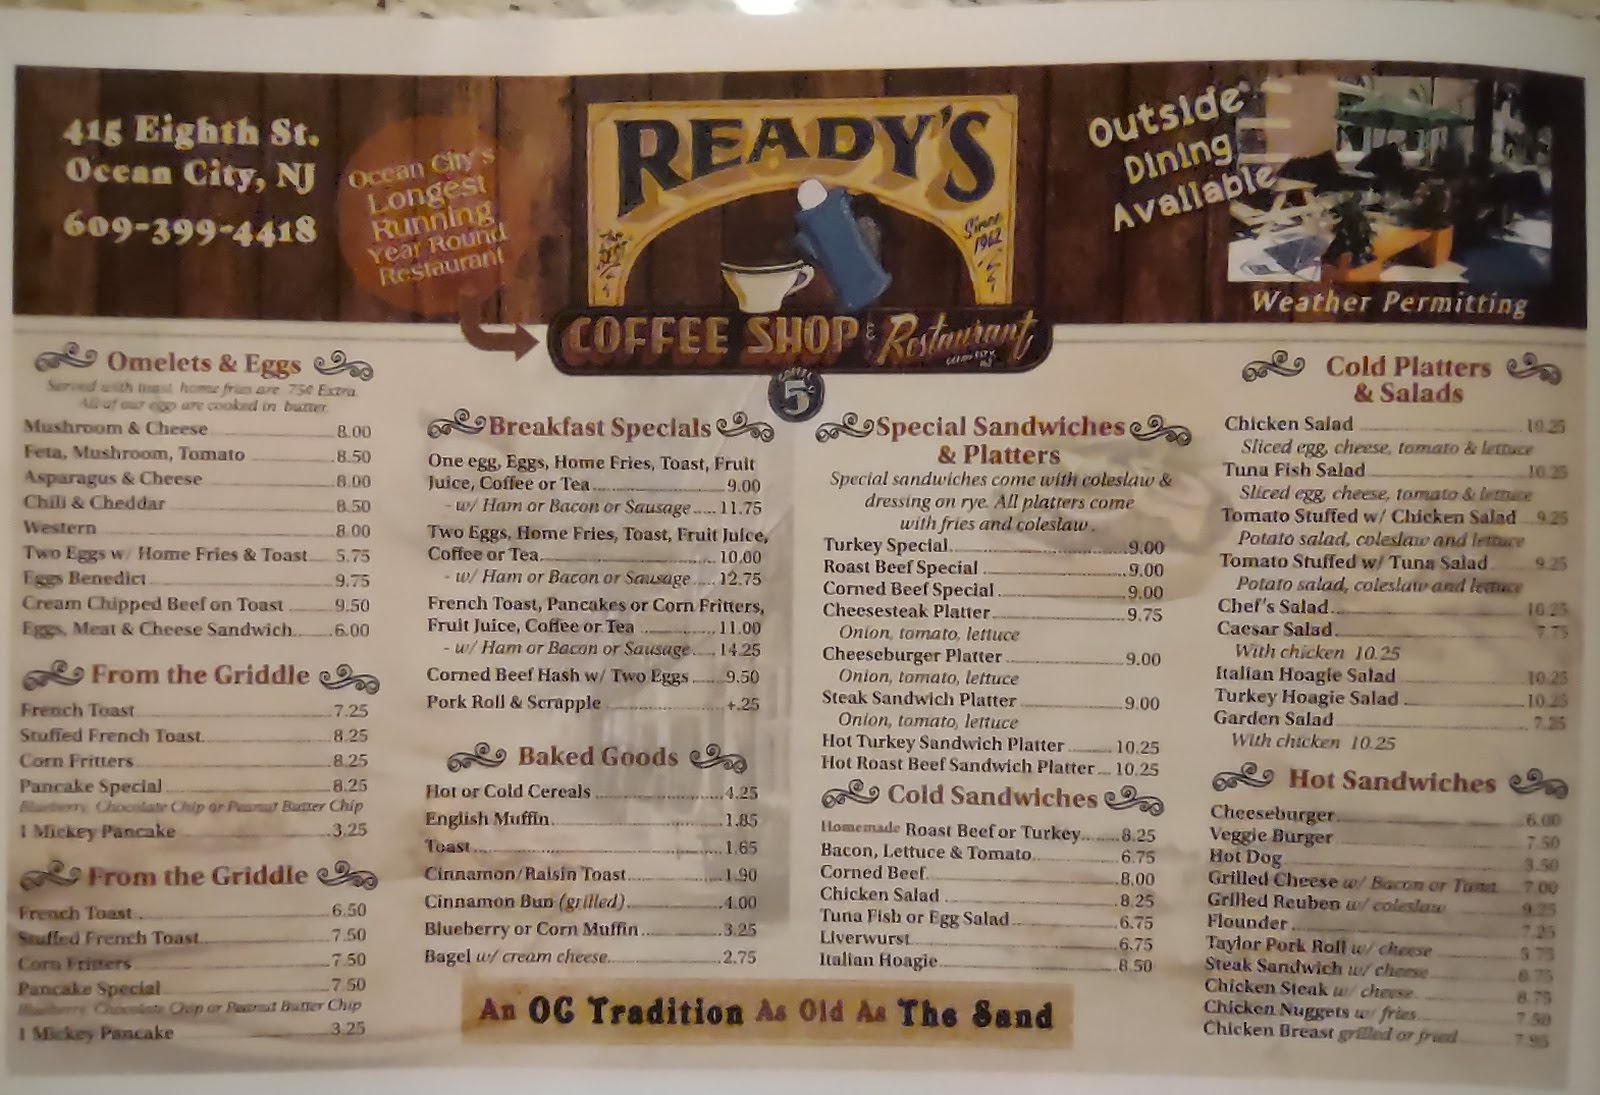 415 Eighth St.
Ocean City, NJ
609-399-4418
Ocean City's
Longest
Running
Year Round
Restaurant
READY'S
Since
1962
COFFEE SHOP & Restaurant
OCEAN CITY,
NJ
COFFEE
5
Outside
Dining
Available
Weather Permitting
Omelets & Eggs
Served with toast, home fries are 75¢ Extra.
All of our eggs are cooked in butter.
Mushroom & Cheese 8.00
Feta, Mushroom, Tomato 8.50
Asparagus & Cheese 8.00
Chili & Cheddar 8.50
Western 8.00
Two Eggs w/ Home Fries & Toast 5.75
Eggs Benedict 9.75
Cream Chipped Beef on Toast 9.50
Eggs, Meat & Cheese Sandwich 6.00
From the Griddle
French Toast 7.25
Stuffed French Toast 8.25
Corn Fritters 8.25
Pancake Special 8.25
Blueberry, Chocolate Chip or Peanut Butter Chip
1 Mickey Pancake 3.25
From the Griddle
French Toast 6.50
Stuffed French Toast 7.50
Corn Fritters 7.50
Pancake Special 7.50
Blueberry, Chocolate Chip or Peanut Butter Chip
1 Mickey Pancake 3.25
Breakfast Specials
One egg, Eggs, Home Fries, Toast, Fruit
Juice, Coffee or Tea 9.00
- w/ Ham or Bacon or Sausage 11.75
Two Eggs, Home Fries, Toast, Fruit Juice,
Coffee or Tea 10.00
- w/ Ham or Bacon or Sausage 12.75
French Toast, Pancakes or Corn Fritters,
Fruit Juice, Coffee or Tea 11.00
- w/ Ham or Bacon or Sausage 14.25
Corned Beef Hash w/ Two Eggs 9.50
Pork Roll & Scrapple +.25
Baked Goods
Hot or Cold Cereals 4.25
English Muffin 1.85
Toast 1.65
Cinnamon/Raisin Toast 1.90
Cinnamon Bun (grilled) 4.00
Blueberry or Corn Muffin 3.25
Bagel w/ cream cheese 2.75
Special Sandwiches
& Platters
Special sandwiches come with coleslaw &
dressing on rye. All platters come
with fries and coleslaw.
Turkey Special 9.00
Roast Beef Special 9.00
Corned Beef Special 9.00
Cheesesteak Platter 9.75
Onion, tomato, lettuce
Cheeseburger Platter 9.00
Onion, tomato, lettuce
Steak Sandwich Platter 9.00
Onion, tomato, lettuce
Hot Turkey Sandwich Platter 10.25
Hot Roast Beef Sandwich Platter 10.25
Cold Sandwiches
Homemade Roast Beef or Turkey 8.25
Bacon, Lettuce & Tomato 6.75
Corned Beef 8.00
Chicken Salad 8.25
Tuna Fish or Egg Salad 6.75
Liverwurst 6.75
Italian Hoagie 8.50
Cold Platters
& Salads
Chicken Salad 10.25
Sliced egg, cheese, tomato & lettuce
Tuna Fish Salad 10.25
Sliced egg, cheese, tomato & lettuce
Tomato Stuffed w/ Chicken Salad 9.25
Potato salad, coleslaw and lettuce
Tomato Stuffed w/ Tuna Salad 9.25
Potato salad, coleslaw and lettuce
Chef's Salad 10.25
Caesar Salad 7.75
With chicken 10.25
Italian Hoagie Salad 10.25
Turkey Hoagie Salad 10.25
Garden Salad 7.25
With chicken 10.25
Hot Sandwiches
Cheeseburger 6.00
Veggie Burger 7.50
Hot Dog 3.50
Grilled Cheese w/ Bacon or Tuna 7.00
Grilled Reuben w/ coleslaw 9.25
Flounder 7.25
Taylor Pork Roll w/ cheese
Steak Sandwich w/ cheese 8.75
Chicken Steak w/ cheese 8.75
Chicken Nuggets w/ fries 7.50
Chicken Breast grilled or fried
An OC Tradition As Old As The Sand